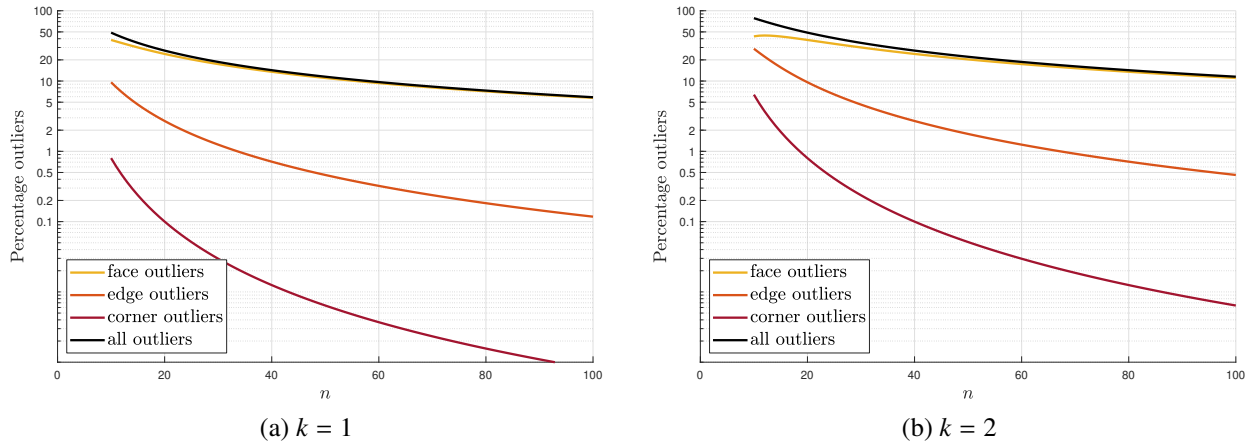 100
50
20
10
5
2
1
0.5
0.2
0.1
Percentage outliers
face outliers
edge outliers
corner outliers
all outliers
0 20 40 60 80 100
n
(a) k = 1
100
50
20
10
5
2
1
0.5
0.2
0.1
Percentage outliers
face outliers
edge outliers
corner outliers
all outliers
0 20 40 60 80 100
n
(b) k = 2